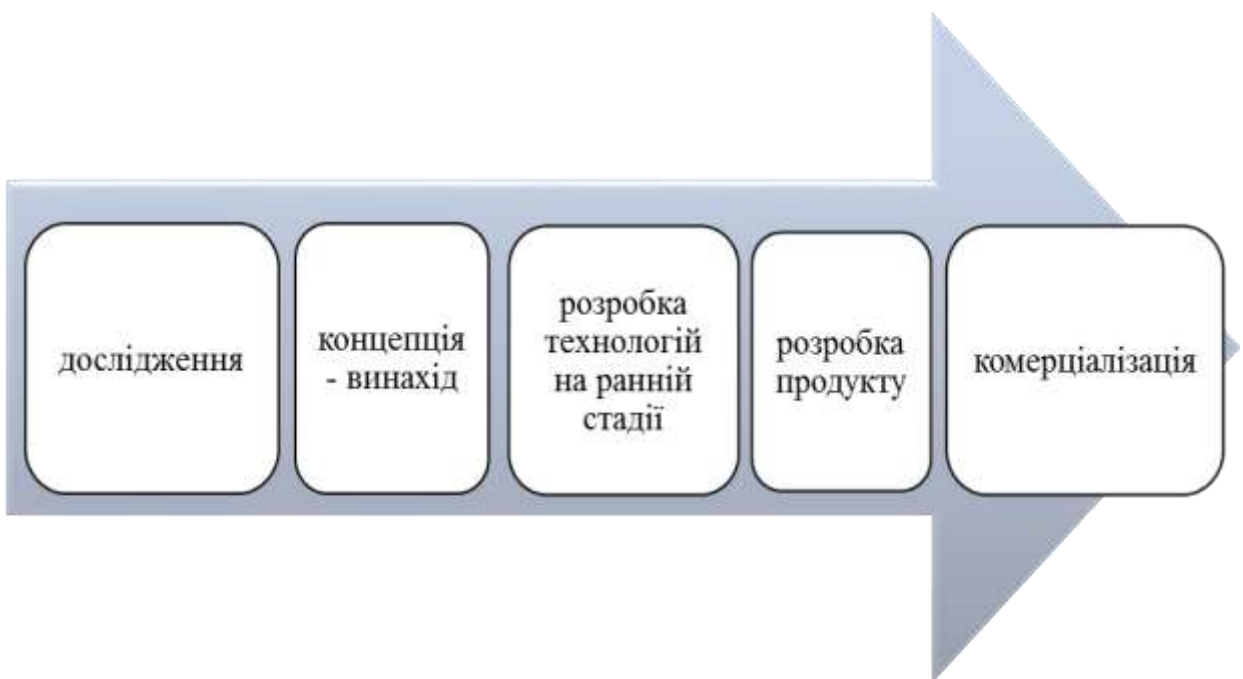 дослідження
концепція
- винахід
розробка
технологій
на ранній
стадії
розробка
продукту
комерціалізація